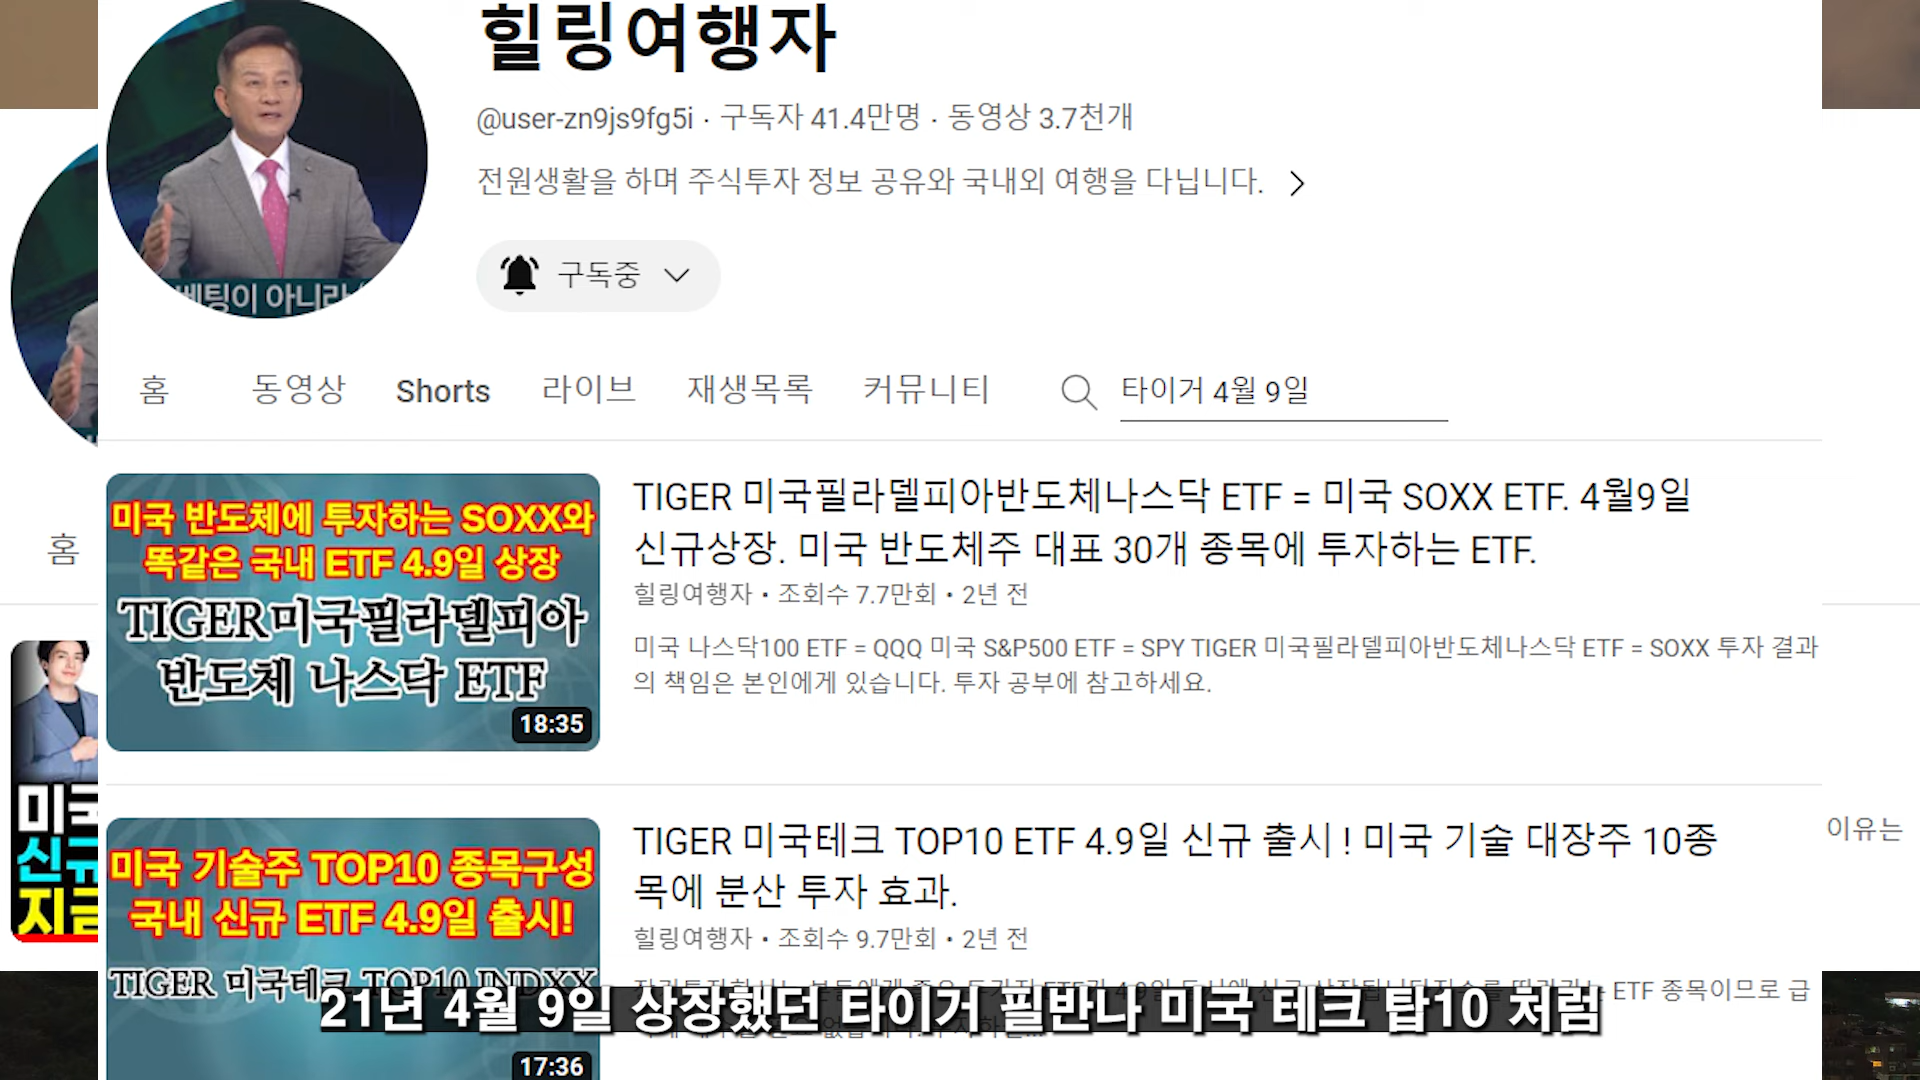 힐링여행자
@user-zn9js9fg5i · 구독자 41.4만명 · 동영상 3.7천개
전원생활을 하며 주식투자 정보 공유와 국내외 여행을 다닙니다.
구독중
베팅이 아니라
홈 동영상 Shorts 라이브 재생목록 커뮤니티 타이거 4월 9일
홈
미국 반도체에 투자하는 SOXX와
똑같은 국내 ETF 4.9일 상장
TIGER미국필라델피아
반도체 나스닥 ETF
18:35
TIGER 미국필라델피아반도체나스닥 ETF = 미국 SOXX ETF. 4월9일
신규상장. 미국 반도체주 대표 30개 종목에 투자하는 ETF.
힐링여행자 • 조회수 7.7만회 • 2년 전
미국 나스닥100 ETF = QQQ 미국 S&P500 ETF = SPY TIGER 미국필라델피아반도체나스닥 ETF = SOXX 투자 결과
의 책임은 본인에게 있습니다. 투자 공부에 참고하세요.
미국 기술주 TOP10 종목구성
국내 신규 ETF 4.9일 출시!
TIGER 미국테크 TOP10 INDXX
17:36
TIGER 미국테크 TOP10 ETF 4.9일 신규 출시 ! 미국 기술 대장주 10종
목에 분산 투자 효과.
힐링여행자 • 조회수 9.7만회 • 2년 전
ETF 종목이므로 급
이유는
21년 4월 9일 상장했던 타이거 필반나 미국 테크 탑10 처럼